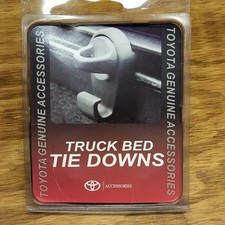 TOYOTA GENUINE ACCESSORIES
TRUCK BED
TIE DOWNS
ACCESSORIES
TOYOTA GENUINE ACCESSORIES